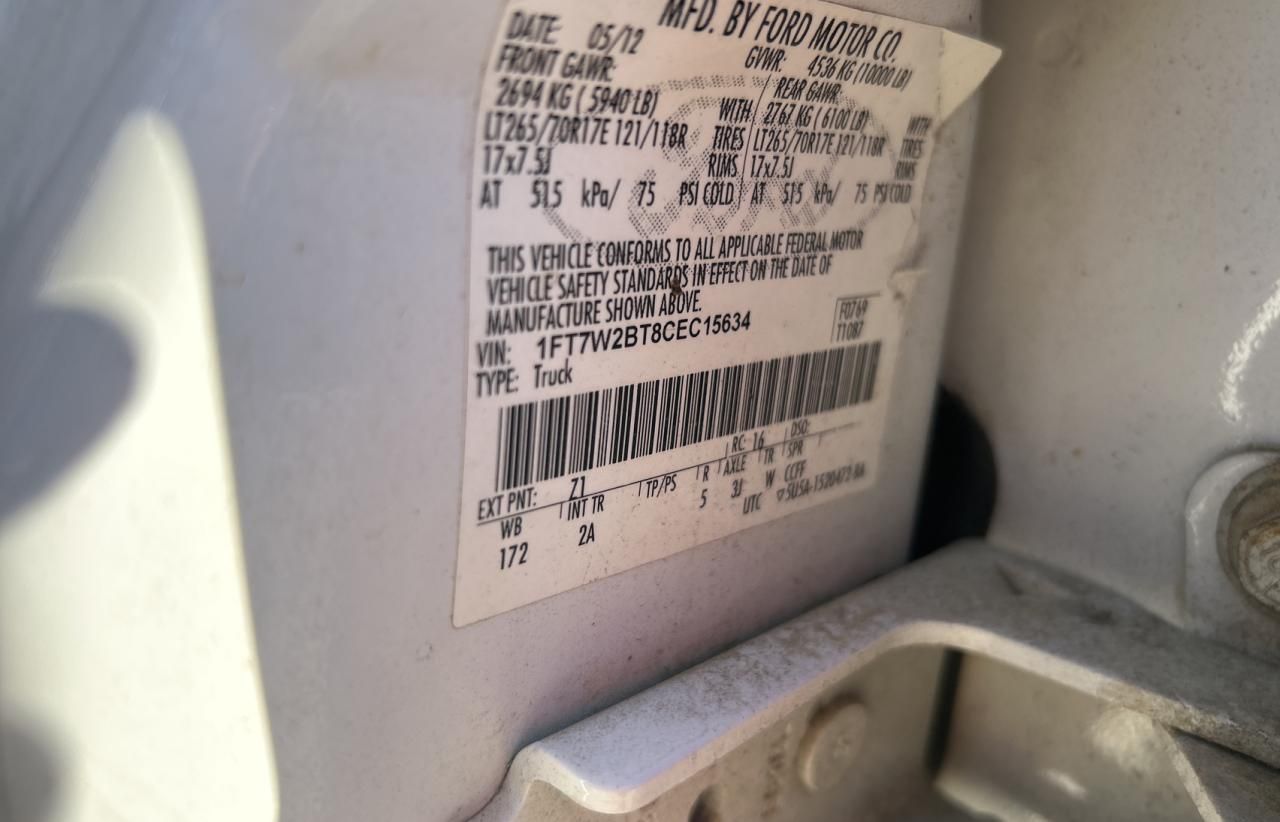 MFD. BY FORD MOTOR CO.
DATE: 05/12 GVWR: 4536 KG (10000 LB)
FRONT GAWR: REAR GAWR:
2694 KG ( 5940 LB) WITH 2767 KG ( 6100 LB) WITH
LT265/70R17E 121/118R TIRES LT265/70R17E 121/118R TIRES
17x7.5J RIMS 17x7.5J RIMS
AT 515 kPa/ 75 PSI COLD AT 515 kPa/ 75 PSI COLD
THIS VEHICLE CONFORMS TO ALL APPLICABLE FEDERAL MOTOR
VEHICLE SAFETY STANDARDS IN EFFECT ON THE DATE OF
MANUFACTURE SHOWN ABOVE.
VIN: 1FT7W2BT8CEC15634 F0769
TYPE: Truck T1087
EXT PNT: Z1 RC: 16 DSO:
WB INT TR TP/PS R AXLE TR SPR
172 2A 5 3J W CCFF
UTC